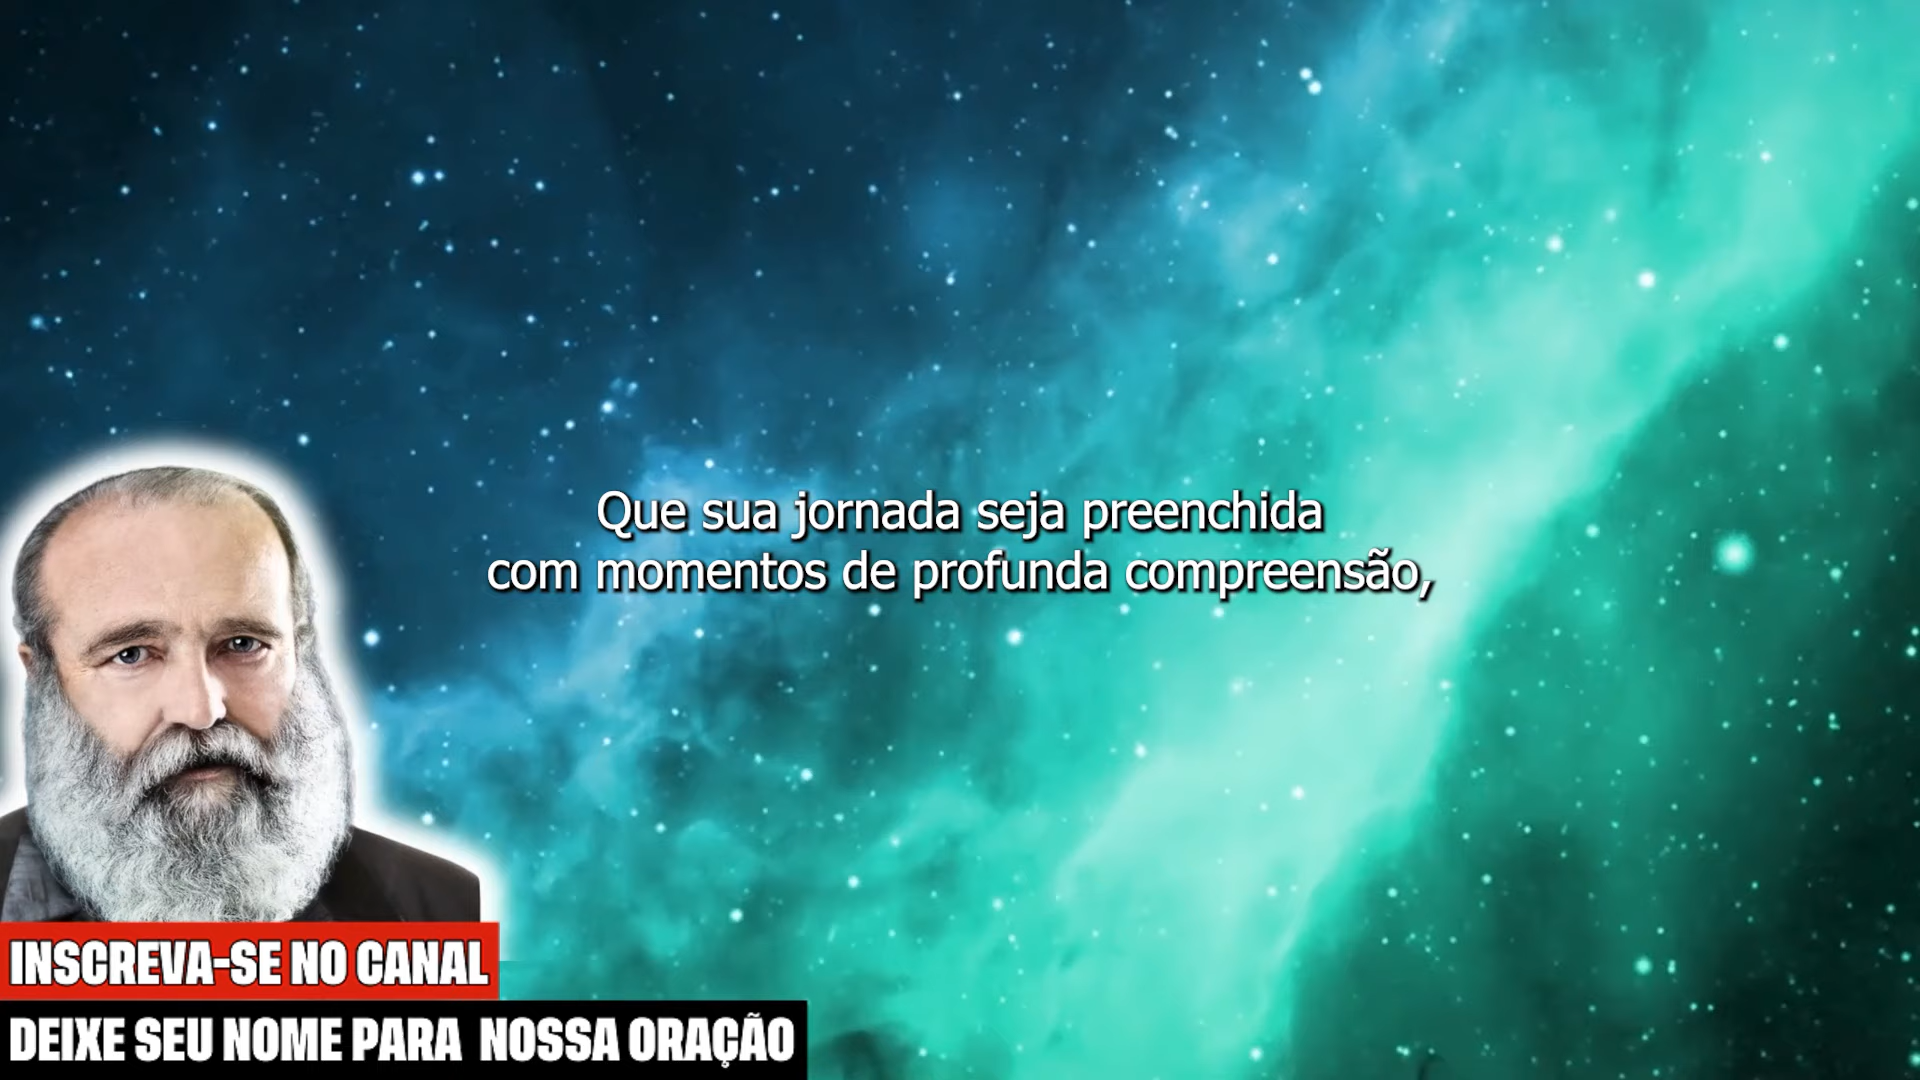 Que sua jornada seja preenchida
com momentos de profunda compreensão,
INSCREVA-SE NO CANAL
DEIXE SEU NOME PARA NOSSA ORAÇÃO